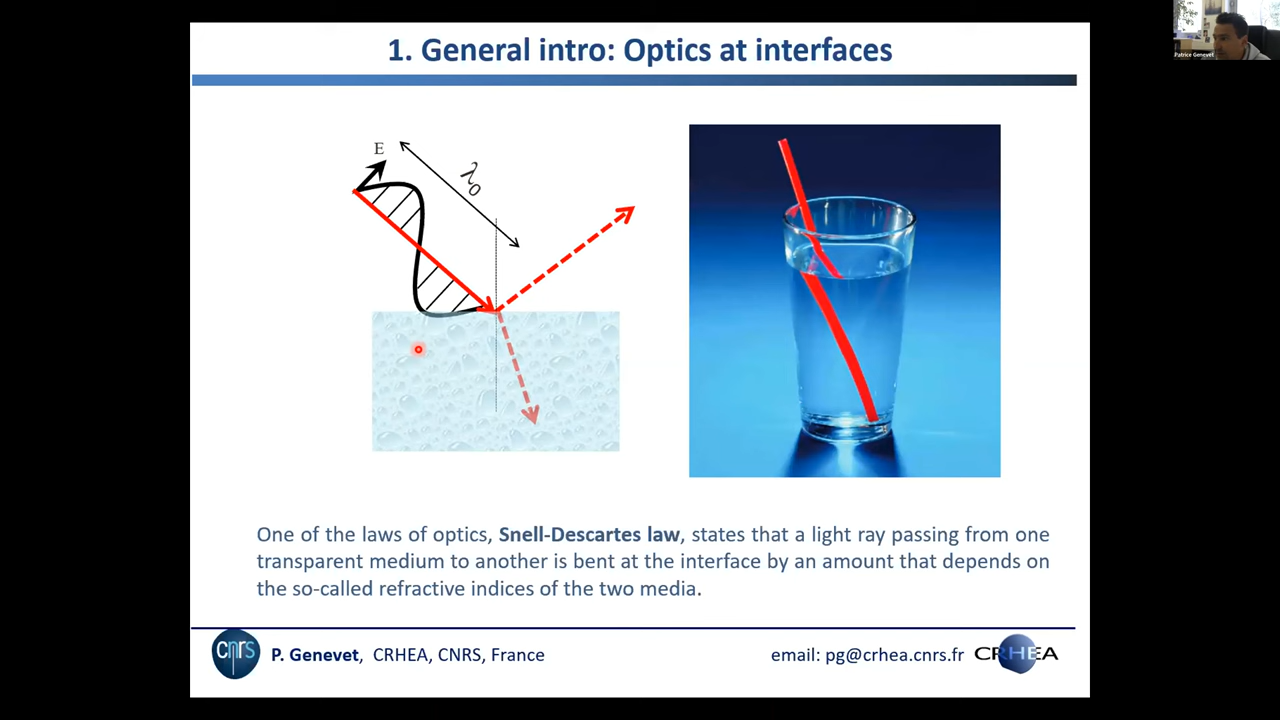 1. General intro: Optics at interfaces
Patrice Genevet
E
λ0
One of the laws of optics, Snell-Descartes law, states that a light ray passing from one
transparent medium to another is bent at the interface by an amount that depends on
the so-called refractive indices of the two media.
cnrs
P. Genevet, CRHEA, CNRS, France
email: pg@crhea.cnrs.fr
CRHEA